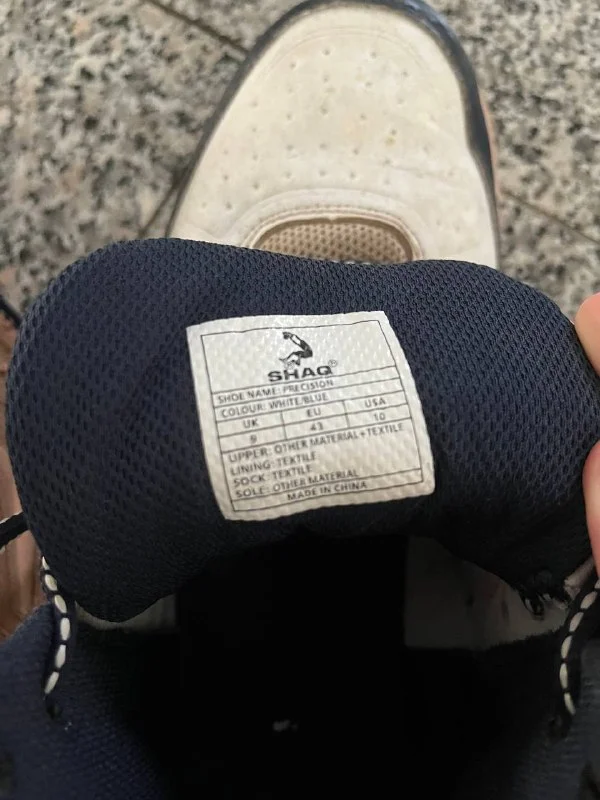 SHAQ®
SHOE NAME: PRECISION
COLOUR: WHITE/BLUE
UK EU USA
9 43 10
UPPER: OTHER MATERIAL+TEXTILE
LINING: TEXTILE
SOCK: TEXTILE
SOLE: OTHER MATERIAL
MADE IN CHINA